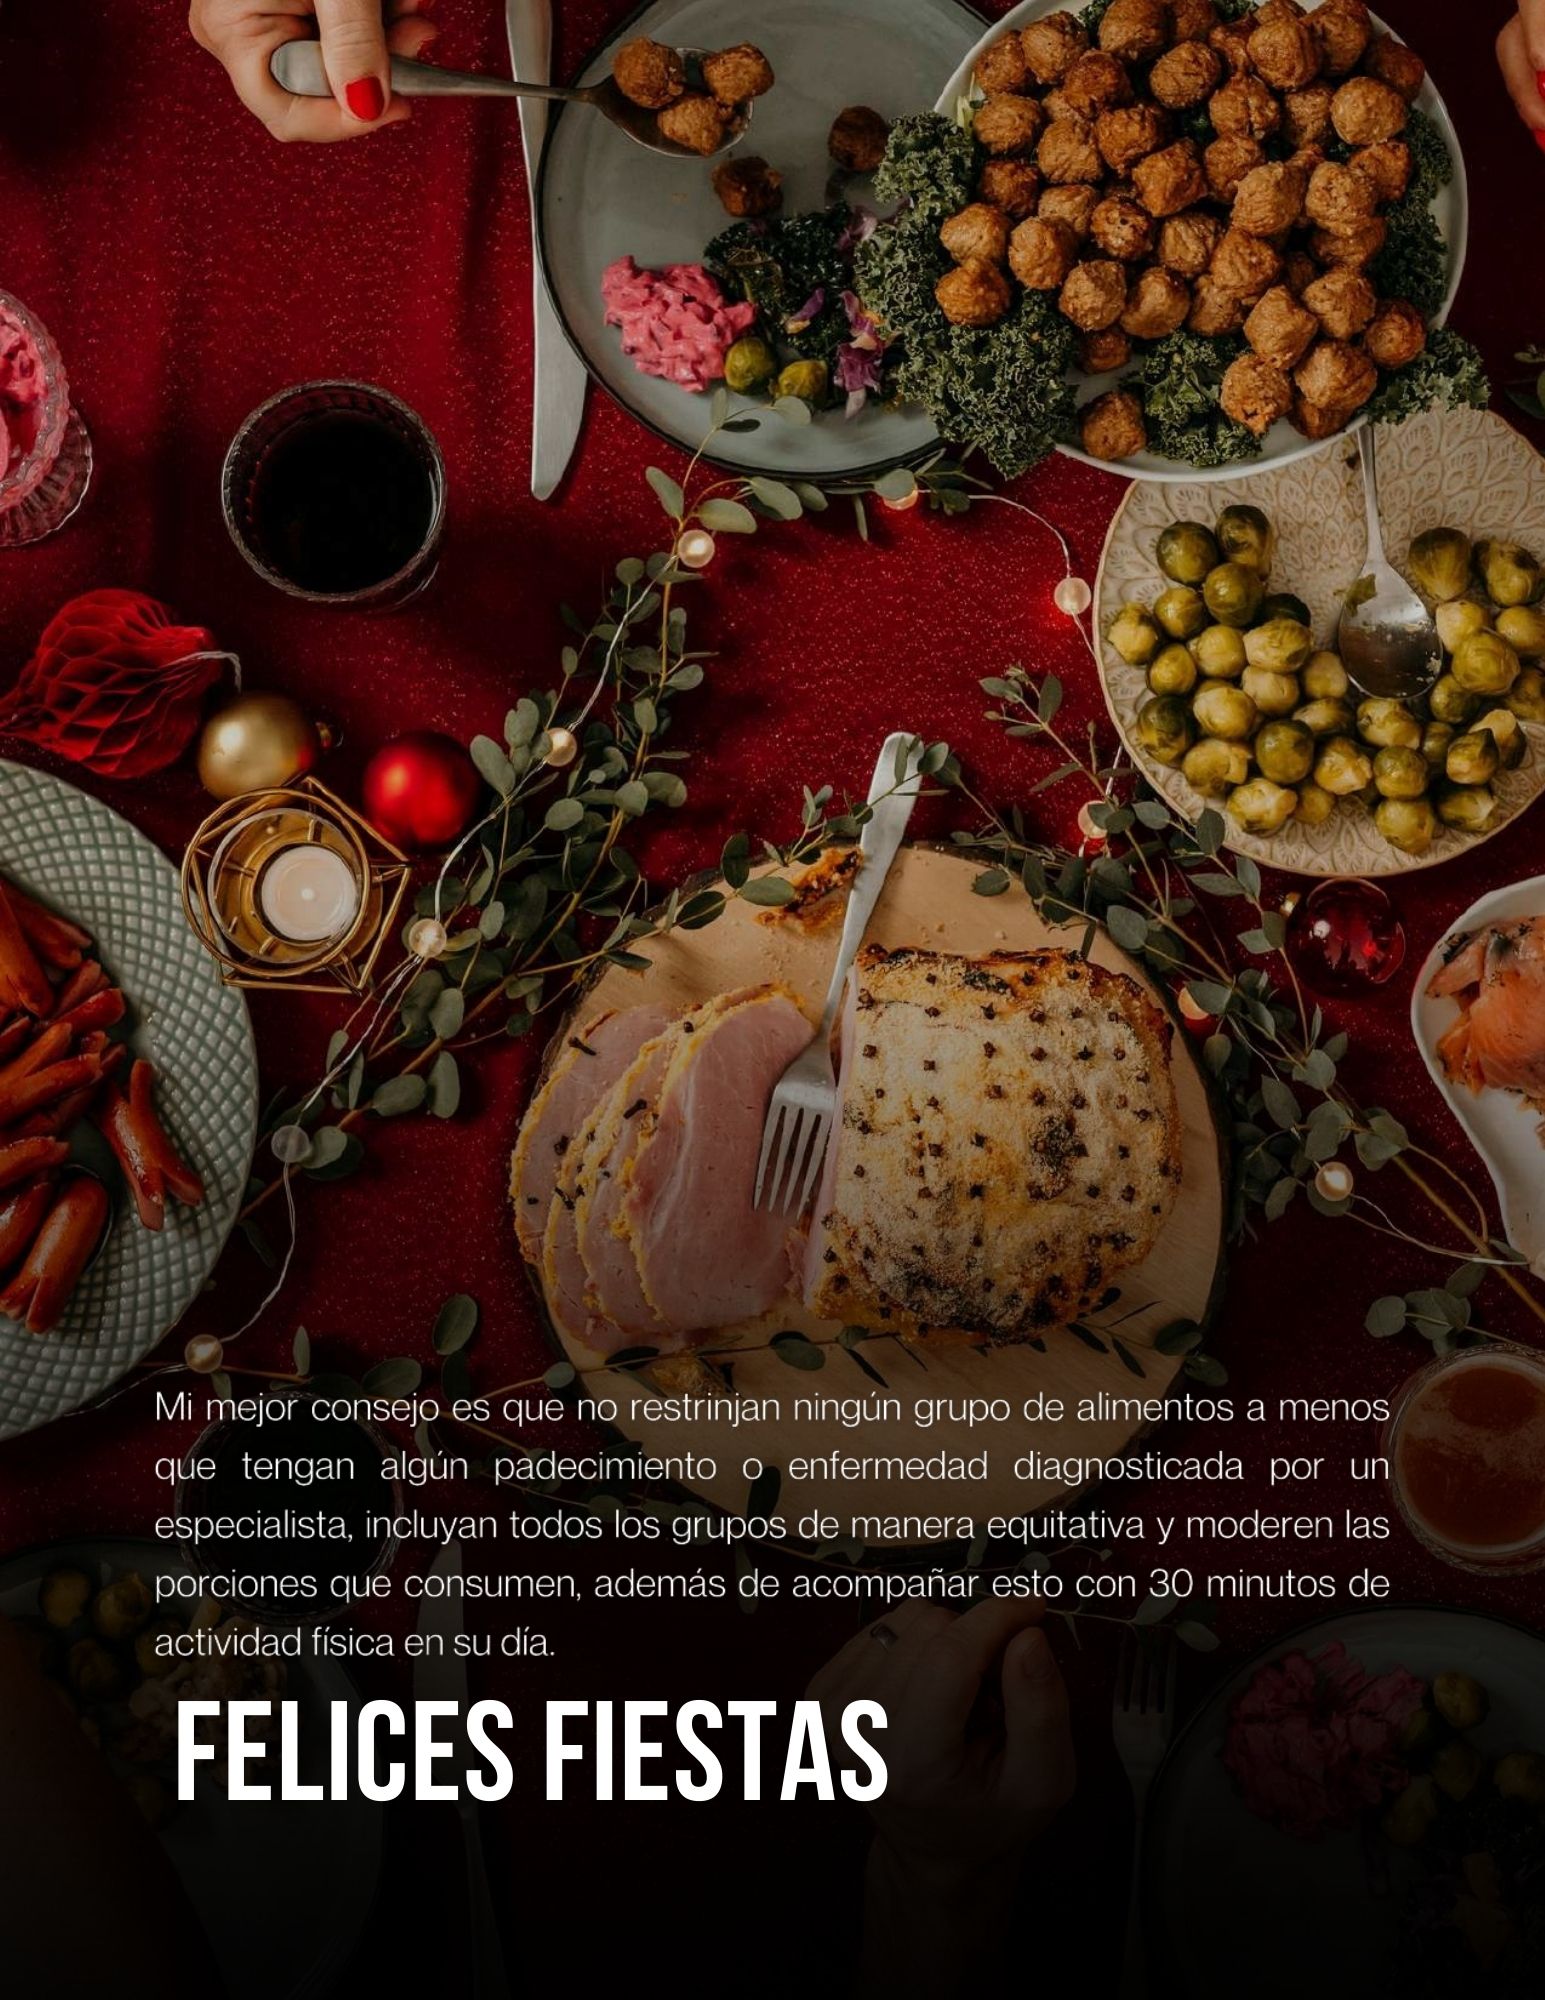 Mi mejor consejo es que no restrinjan ningún grupo de alimentos a menos
que tengan algún padecimiento o enfermedad diagnosticada por un
especialista, incluyan todos los grupos de manera equitativa y moderen las
porciones que consumen, además de acompañar esto con 30 minutos de
actividad física en su día.
FELICES FIESTAS